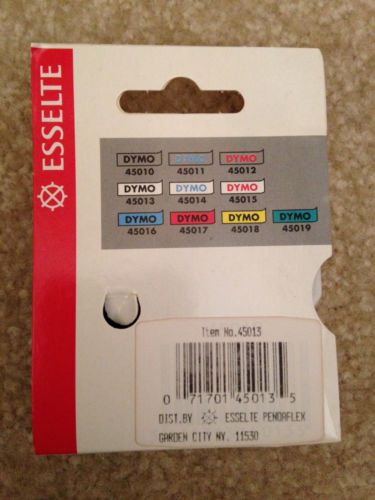 ESSELTE
DYMO DYMO DYMO
45010 45011 45012
DYMO DYMO DYMO
45013 45014 45015
DYMO DYMO DYMO DYMO
45016 45017 45018 45019
Item No.45013
0 71701 45013 5
DIST.BY ESSELTE PENDAFLEX
GARDEN CITY NY. 11530